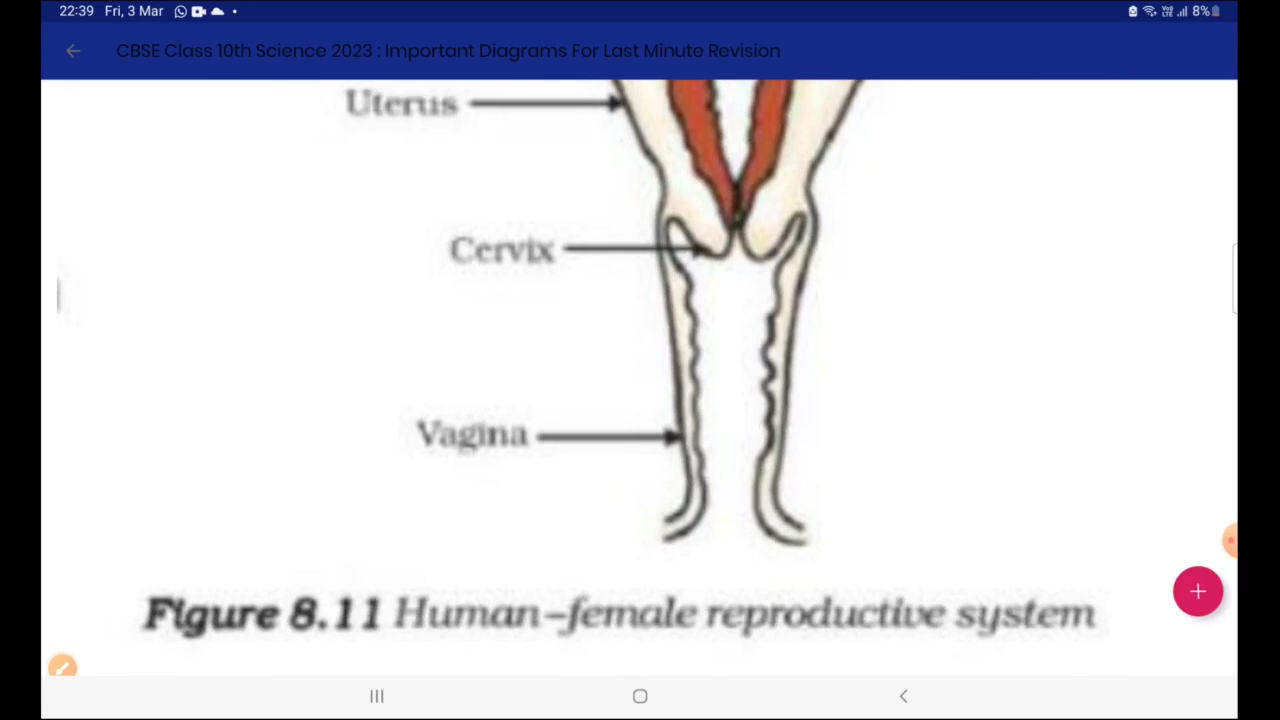 22:39 Fri, 3 Mar
8%
CBSE Class 10th Science 2023 : Important Diagrams For Last Minute Revision
Uterus
Cervix
Vagina
Figure 8.11 Human-female reproductive system